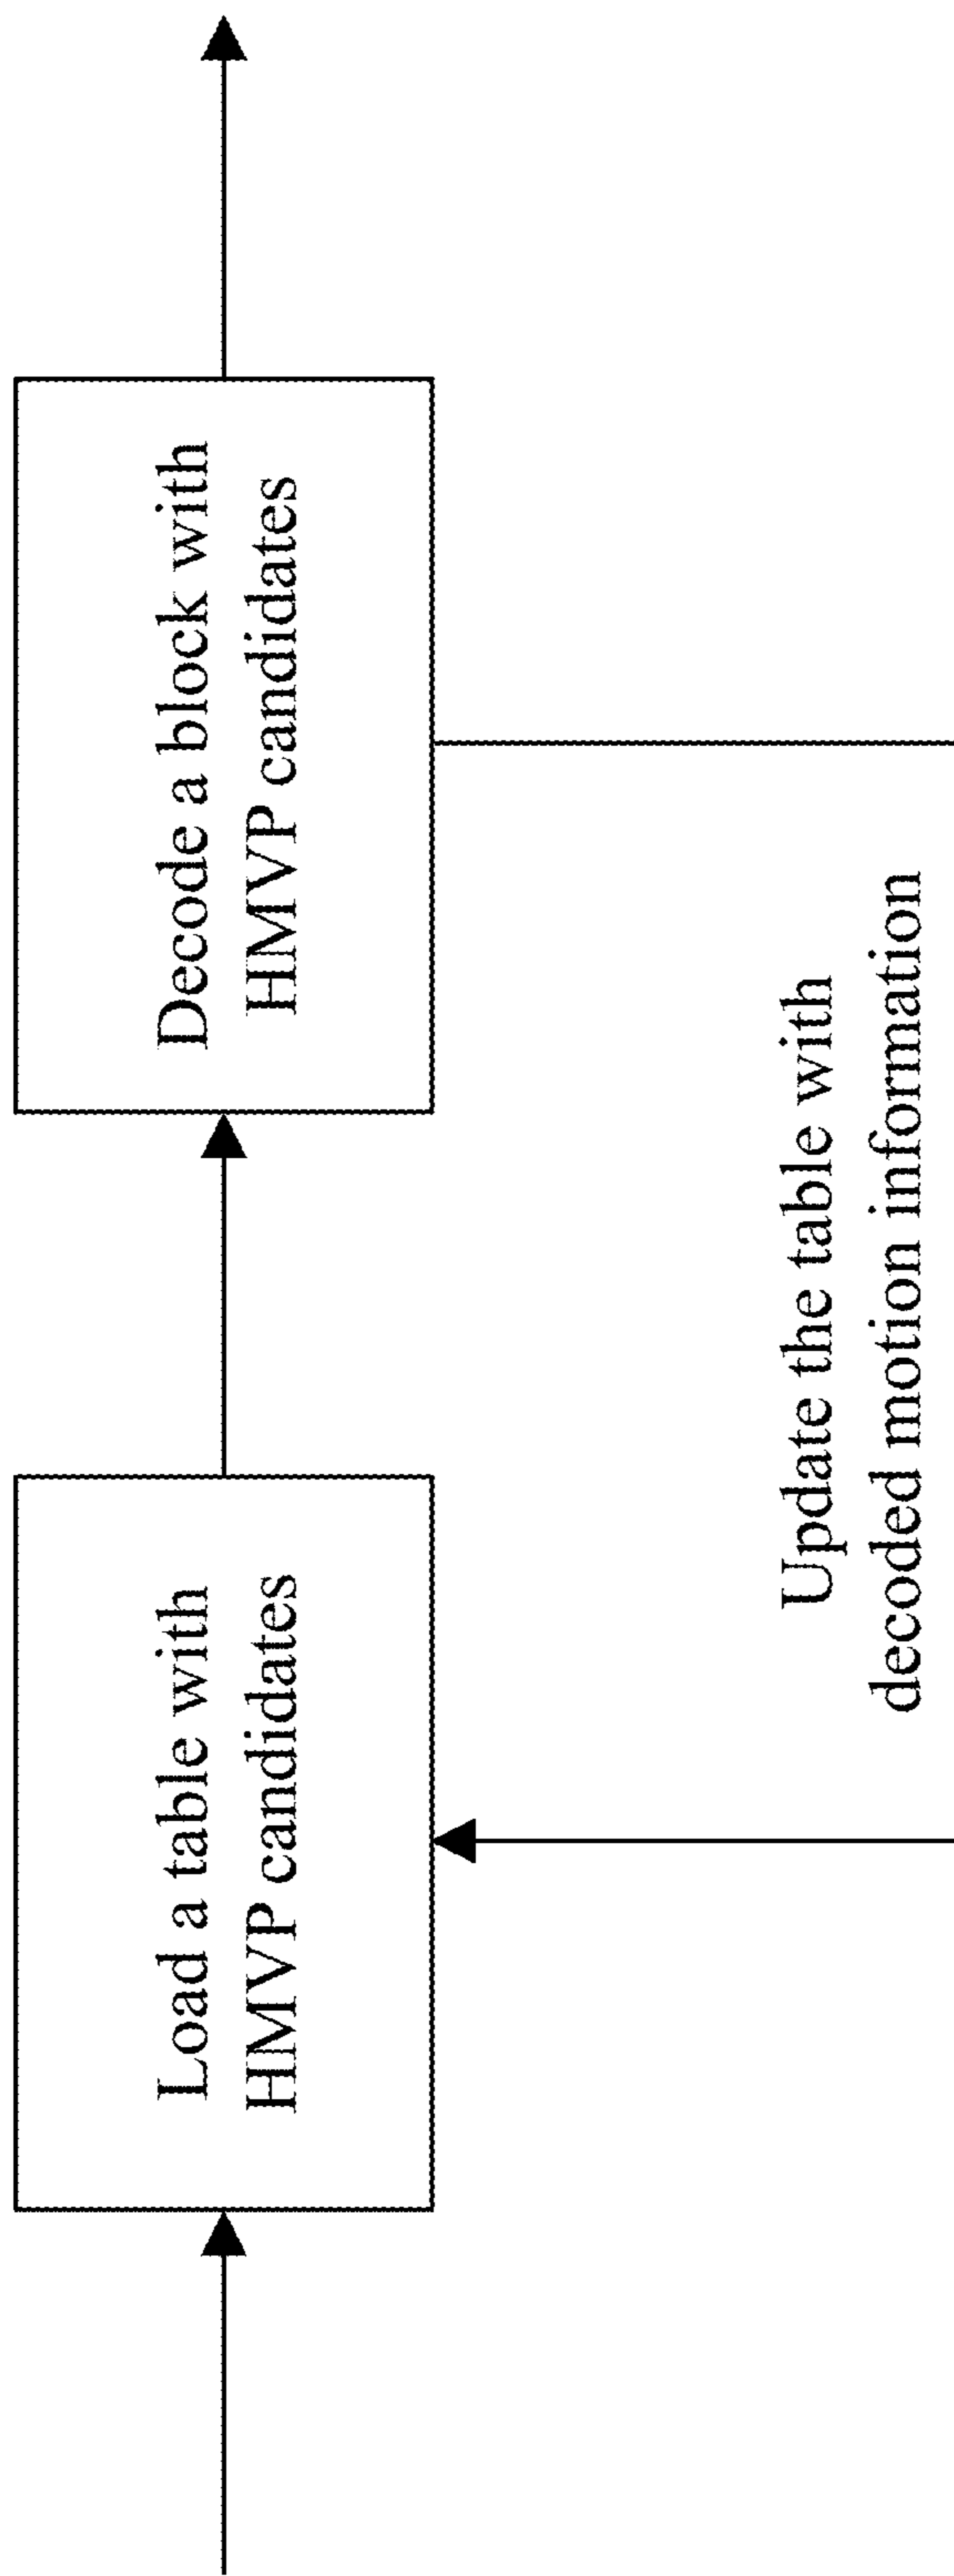 Load a table with
HMVP candidates
Decode a block with
HMVP candidates
Update the table with
decoded motion information